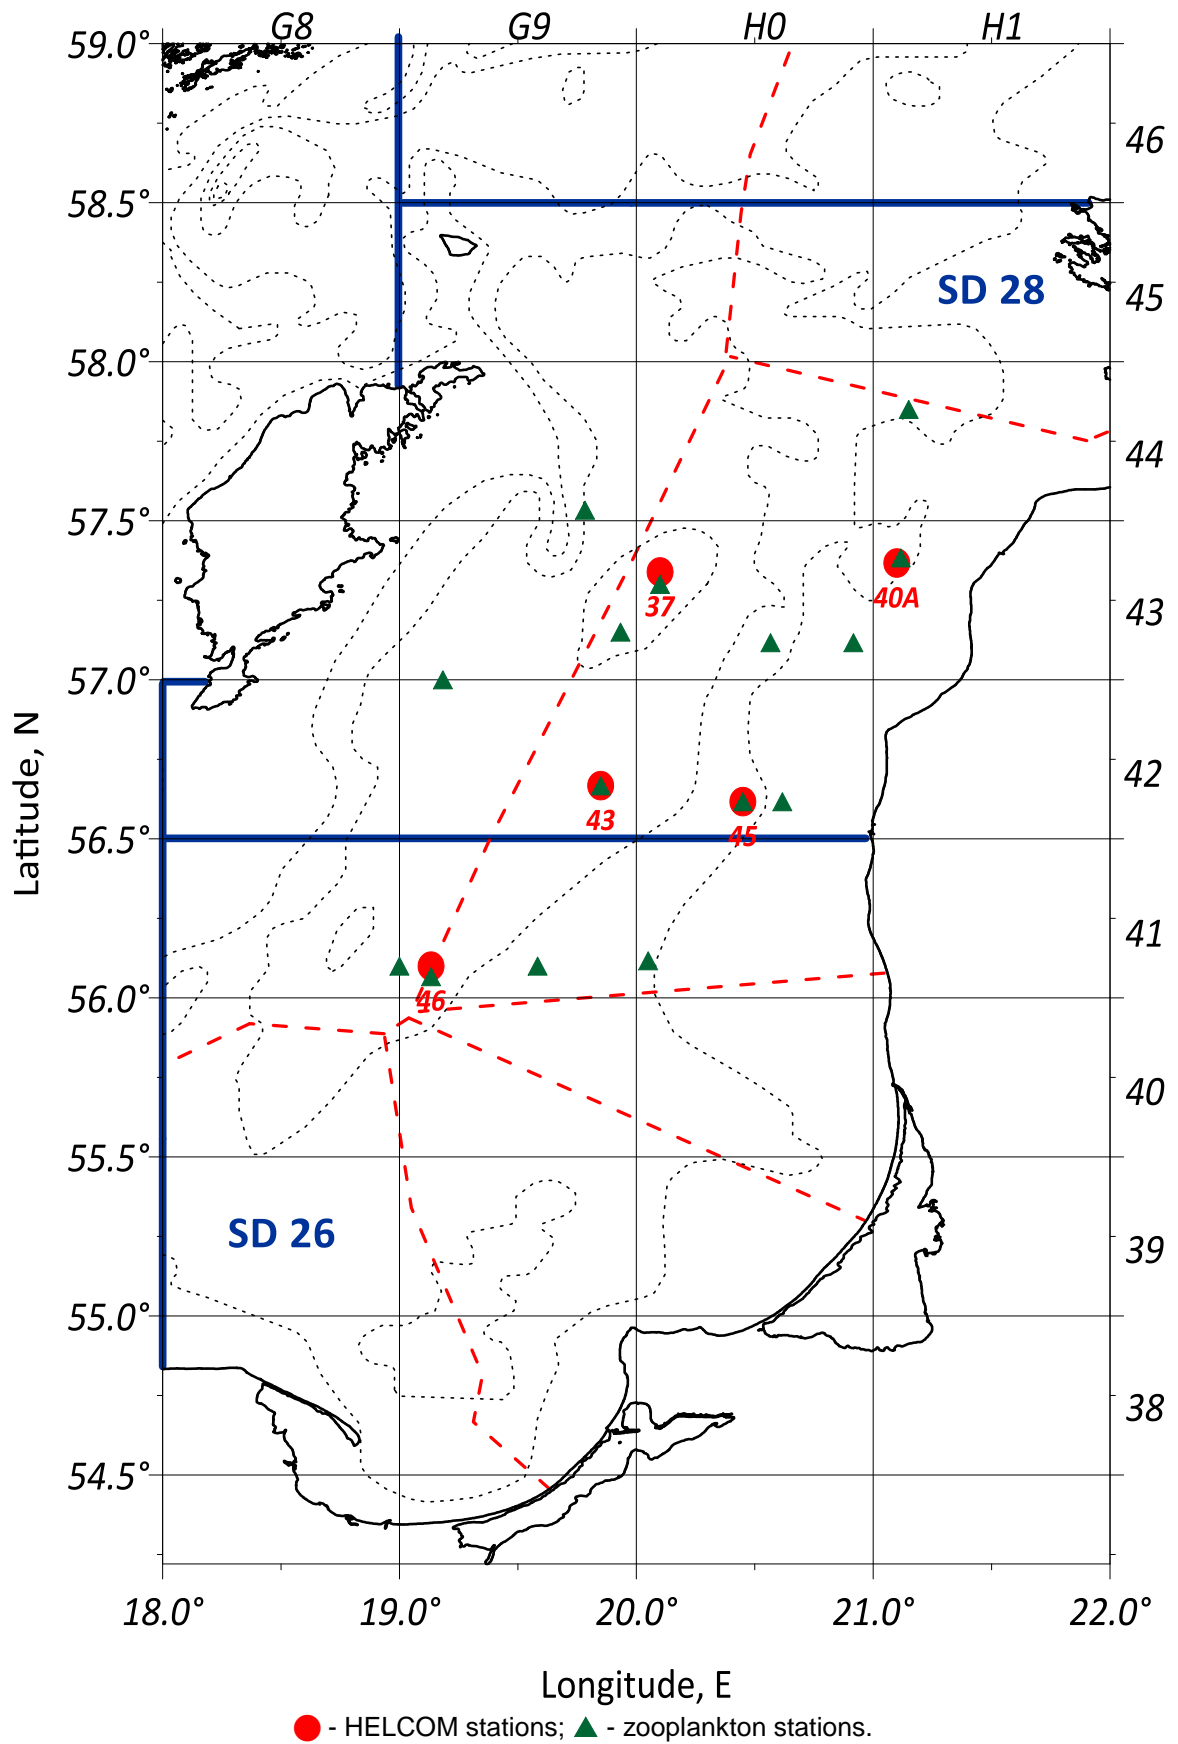 G8 G9 H0 H1
59.0°
46
58.5°
SD 28
45
58.0°
44
57.5°
40A
37
43
57.0°
42
43
45
56.5°
41
56.0°
46
40
55.5°
SD 26
39
55.0°
38
54.5°
Latitude, N
18.0° 19.0° 20.0° 21.0° 22.0°
Longitude, E
- HELCOM stations; - zooplankton stations.